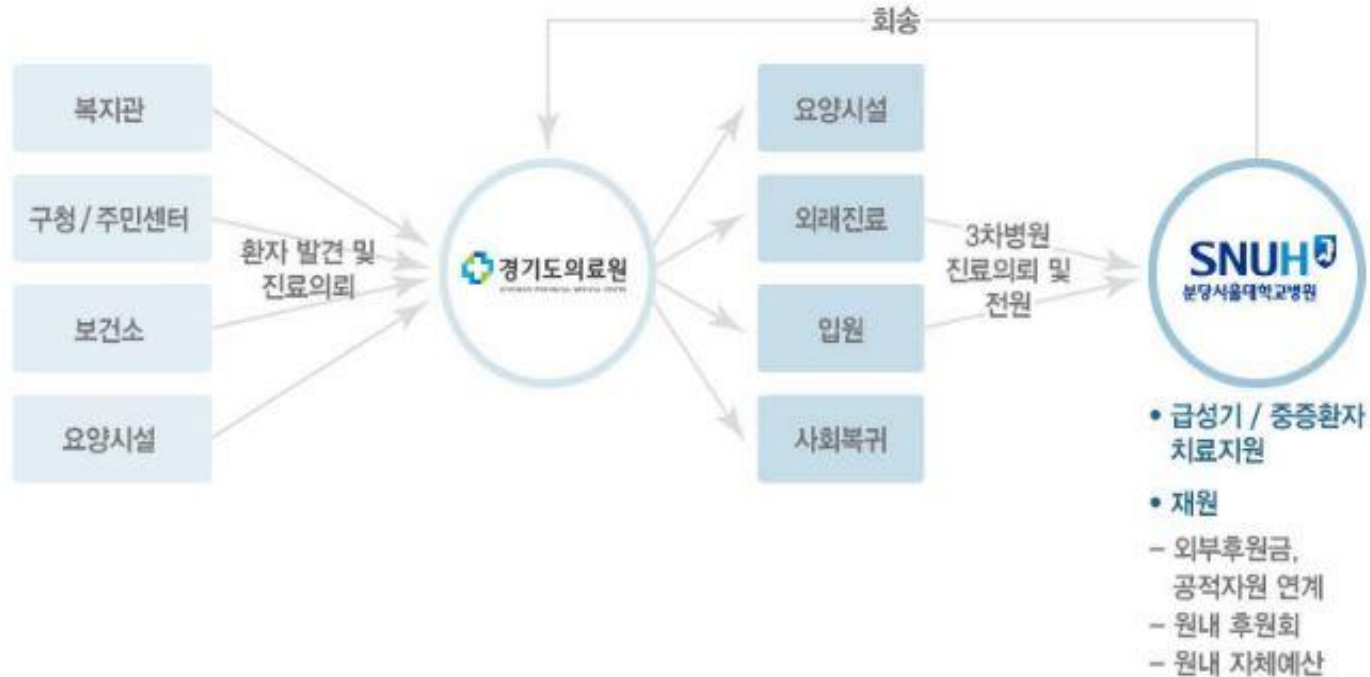 회송
복지관
구청 / 주민센터
보건소
요양시설
환자 발견 및
진료의뢰
경기도의료원
요양시설
외래진료
입원
사회복귀
3차병원
진료의뢰 및
전원
SNUH
분당서울대학교병원
• 급성기 / 중증환자
치료지원
• 재원
– 외부후원금,
공적자원 연계
– 원내 후원회
– 원내 자체예산